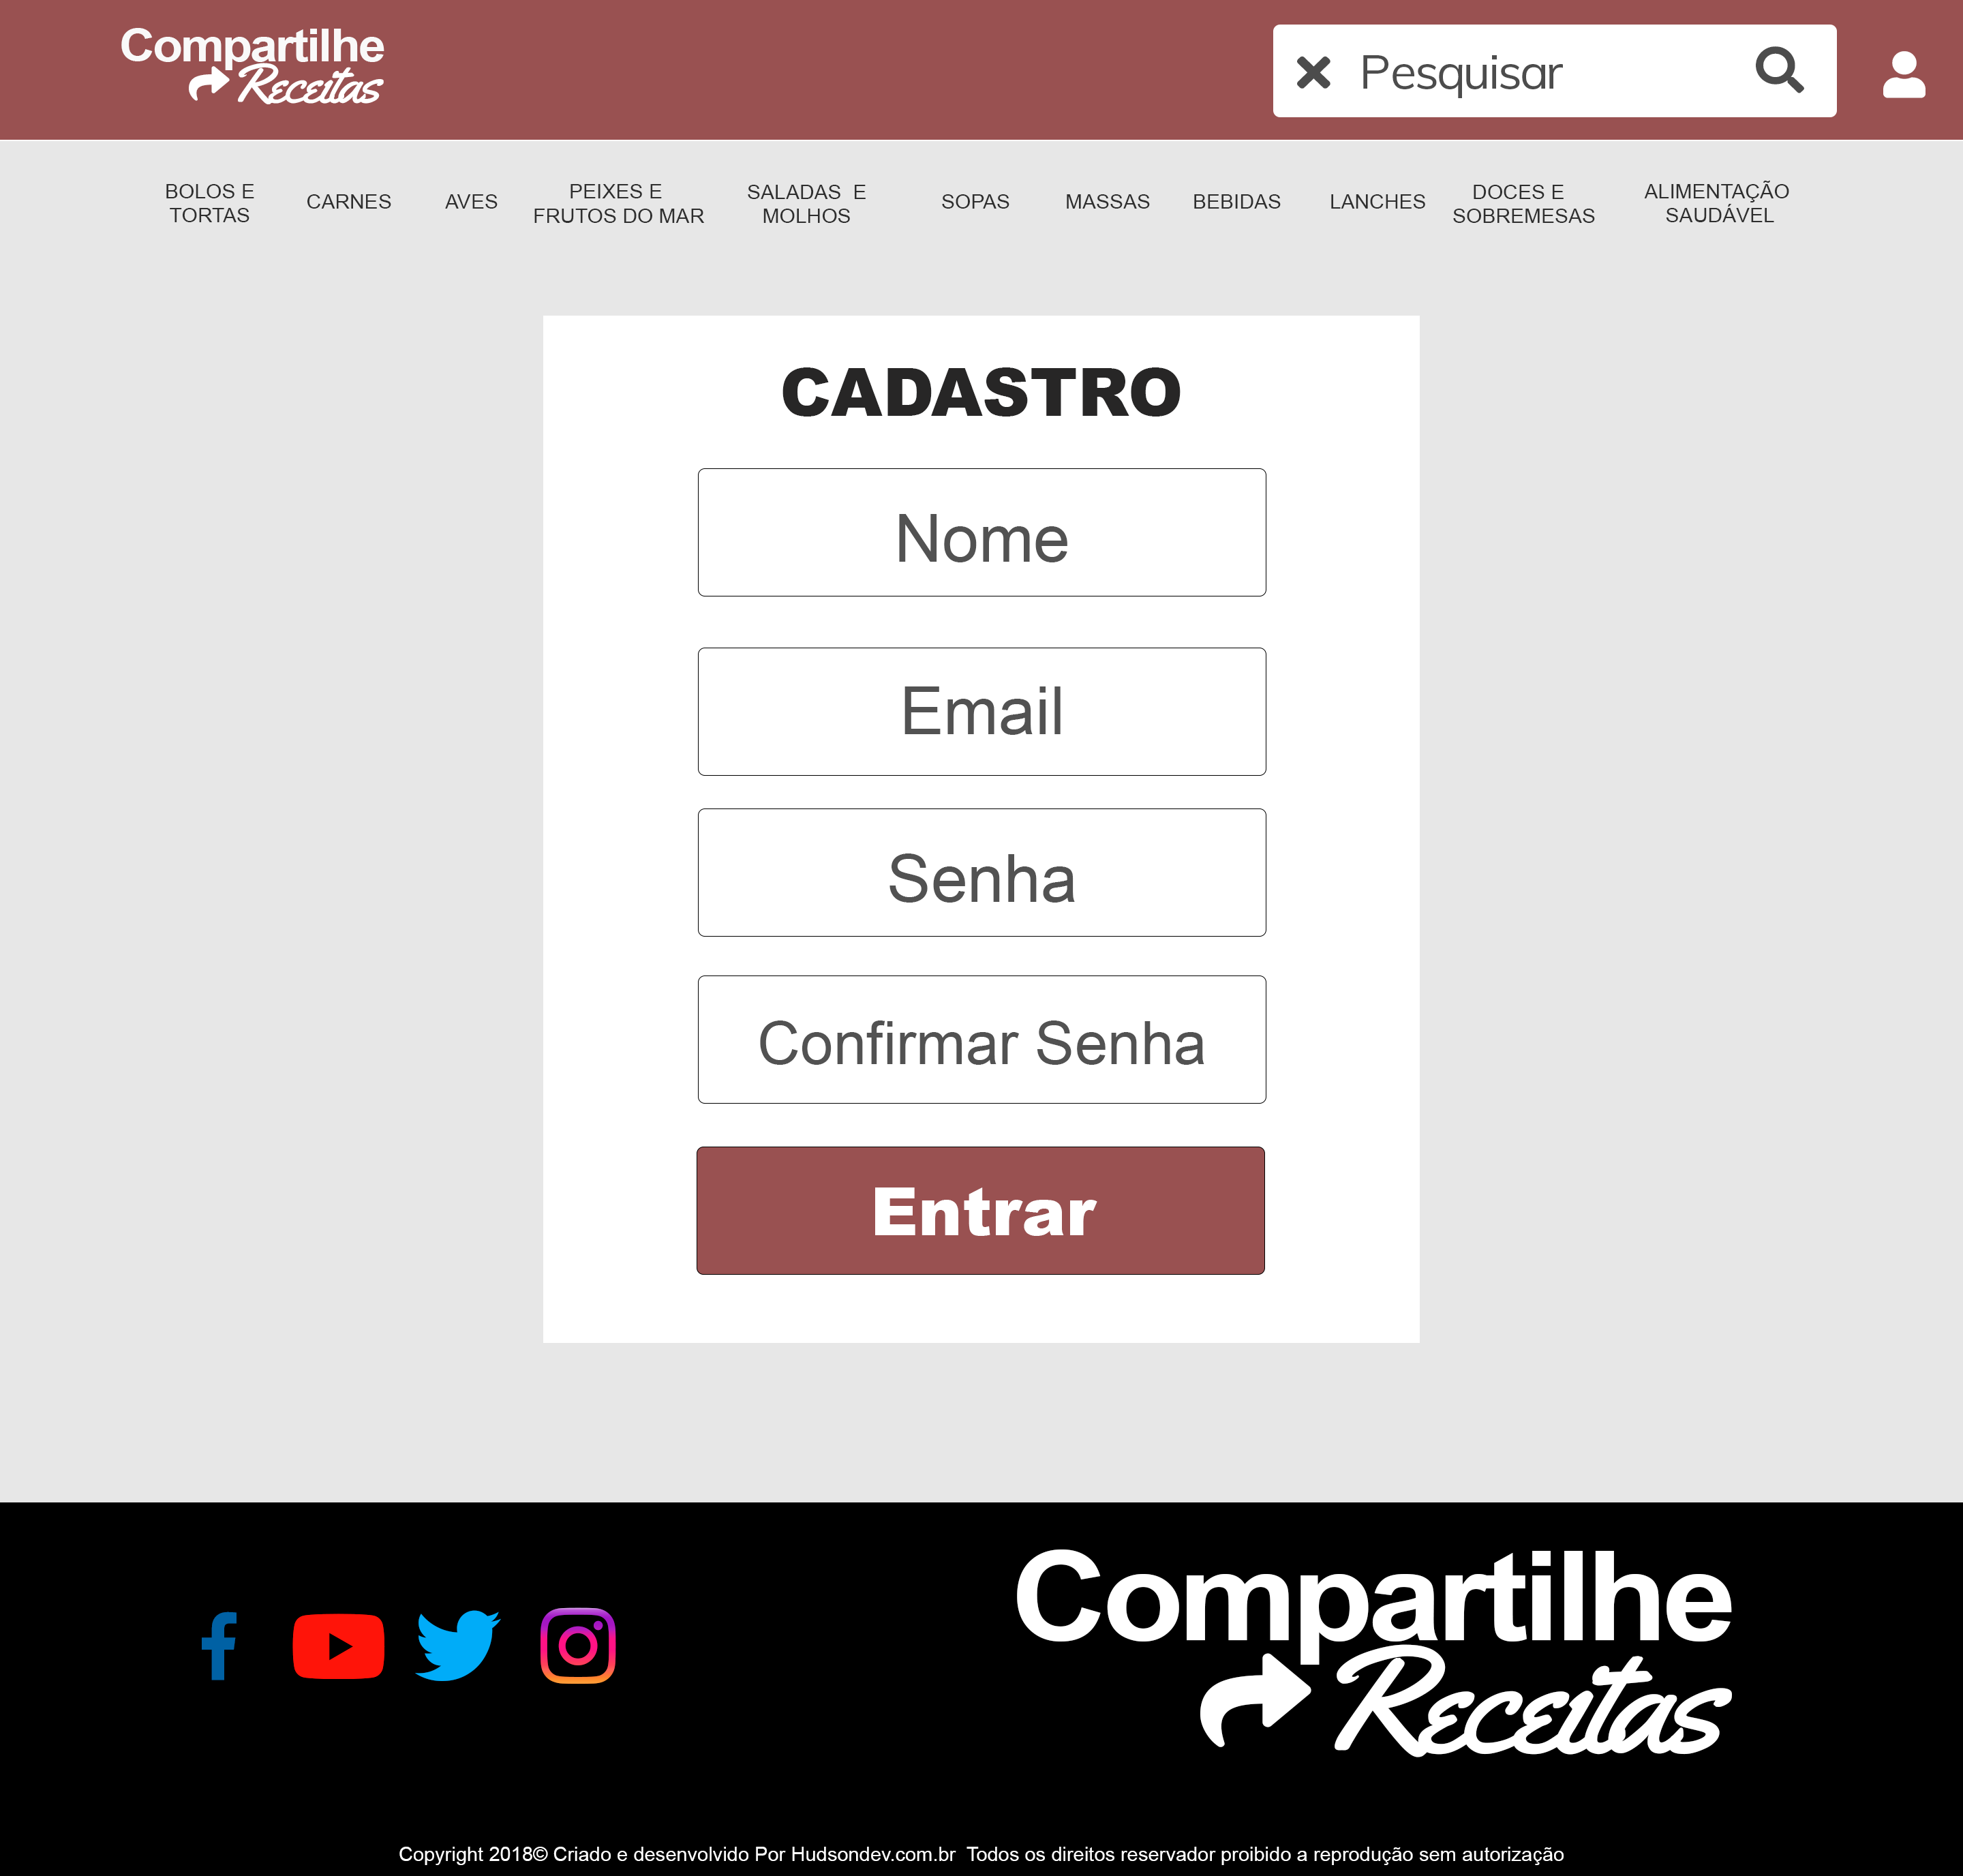 Compartilhe
Receitas
Pesquisar
BOLOS E
TORTAS
CARNES
AVES
PEIXES E
FRUTOS DO MAR
SALADAS  E
MOLHOS
SOPAS
MASSAS
BEBIDAS
LANCHES
DOCES E
SOBREMESAS
ALIMENTAÇÃO
SAUDÁVEL
CADASTRO
Nome
Email
Senha
Confirmar Senha
Entrar
Compartilhe
Receitas
Copyright 2018© Criado e desenvolvido Por Hudsondev.com.br  Todos os direitos reservador proibido a reprodução sem autorização